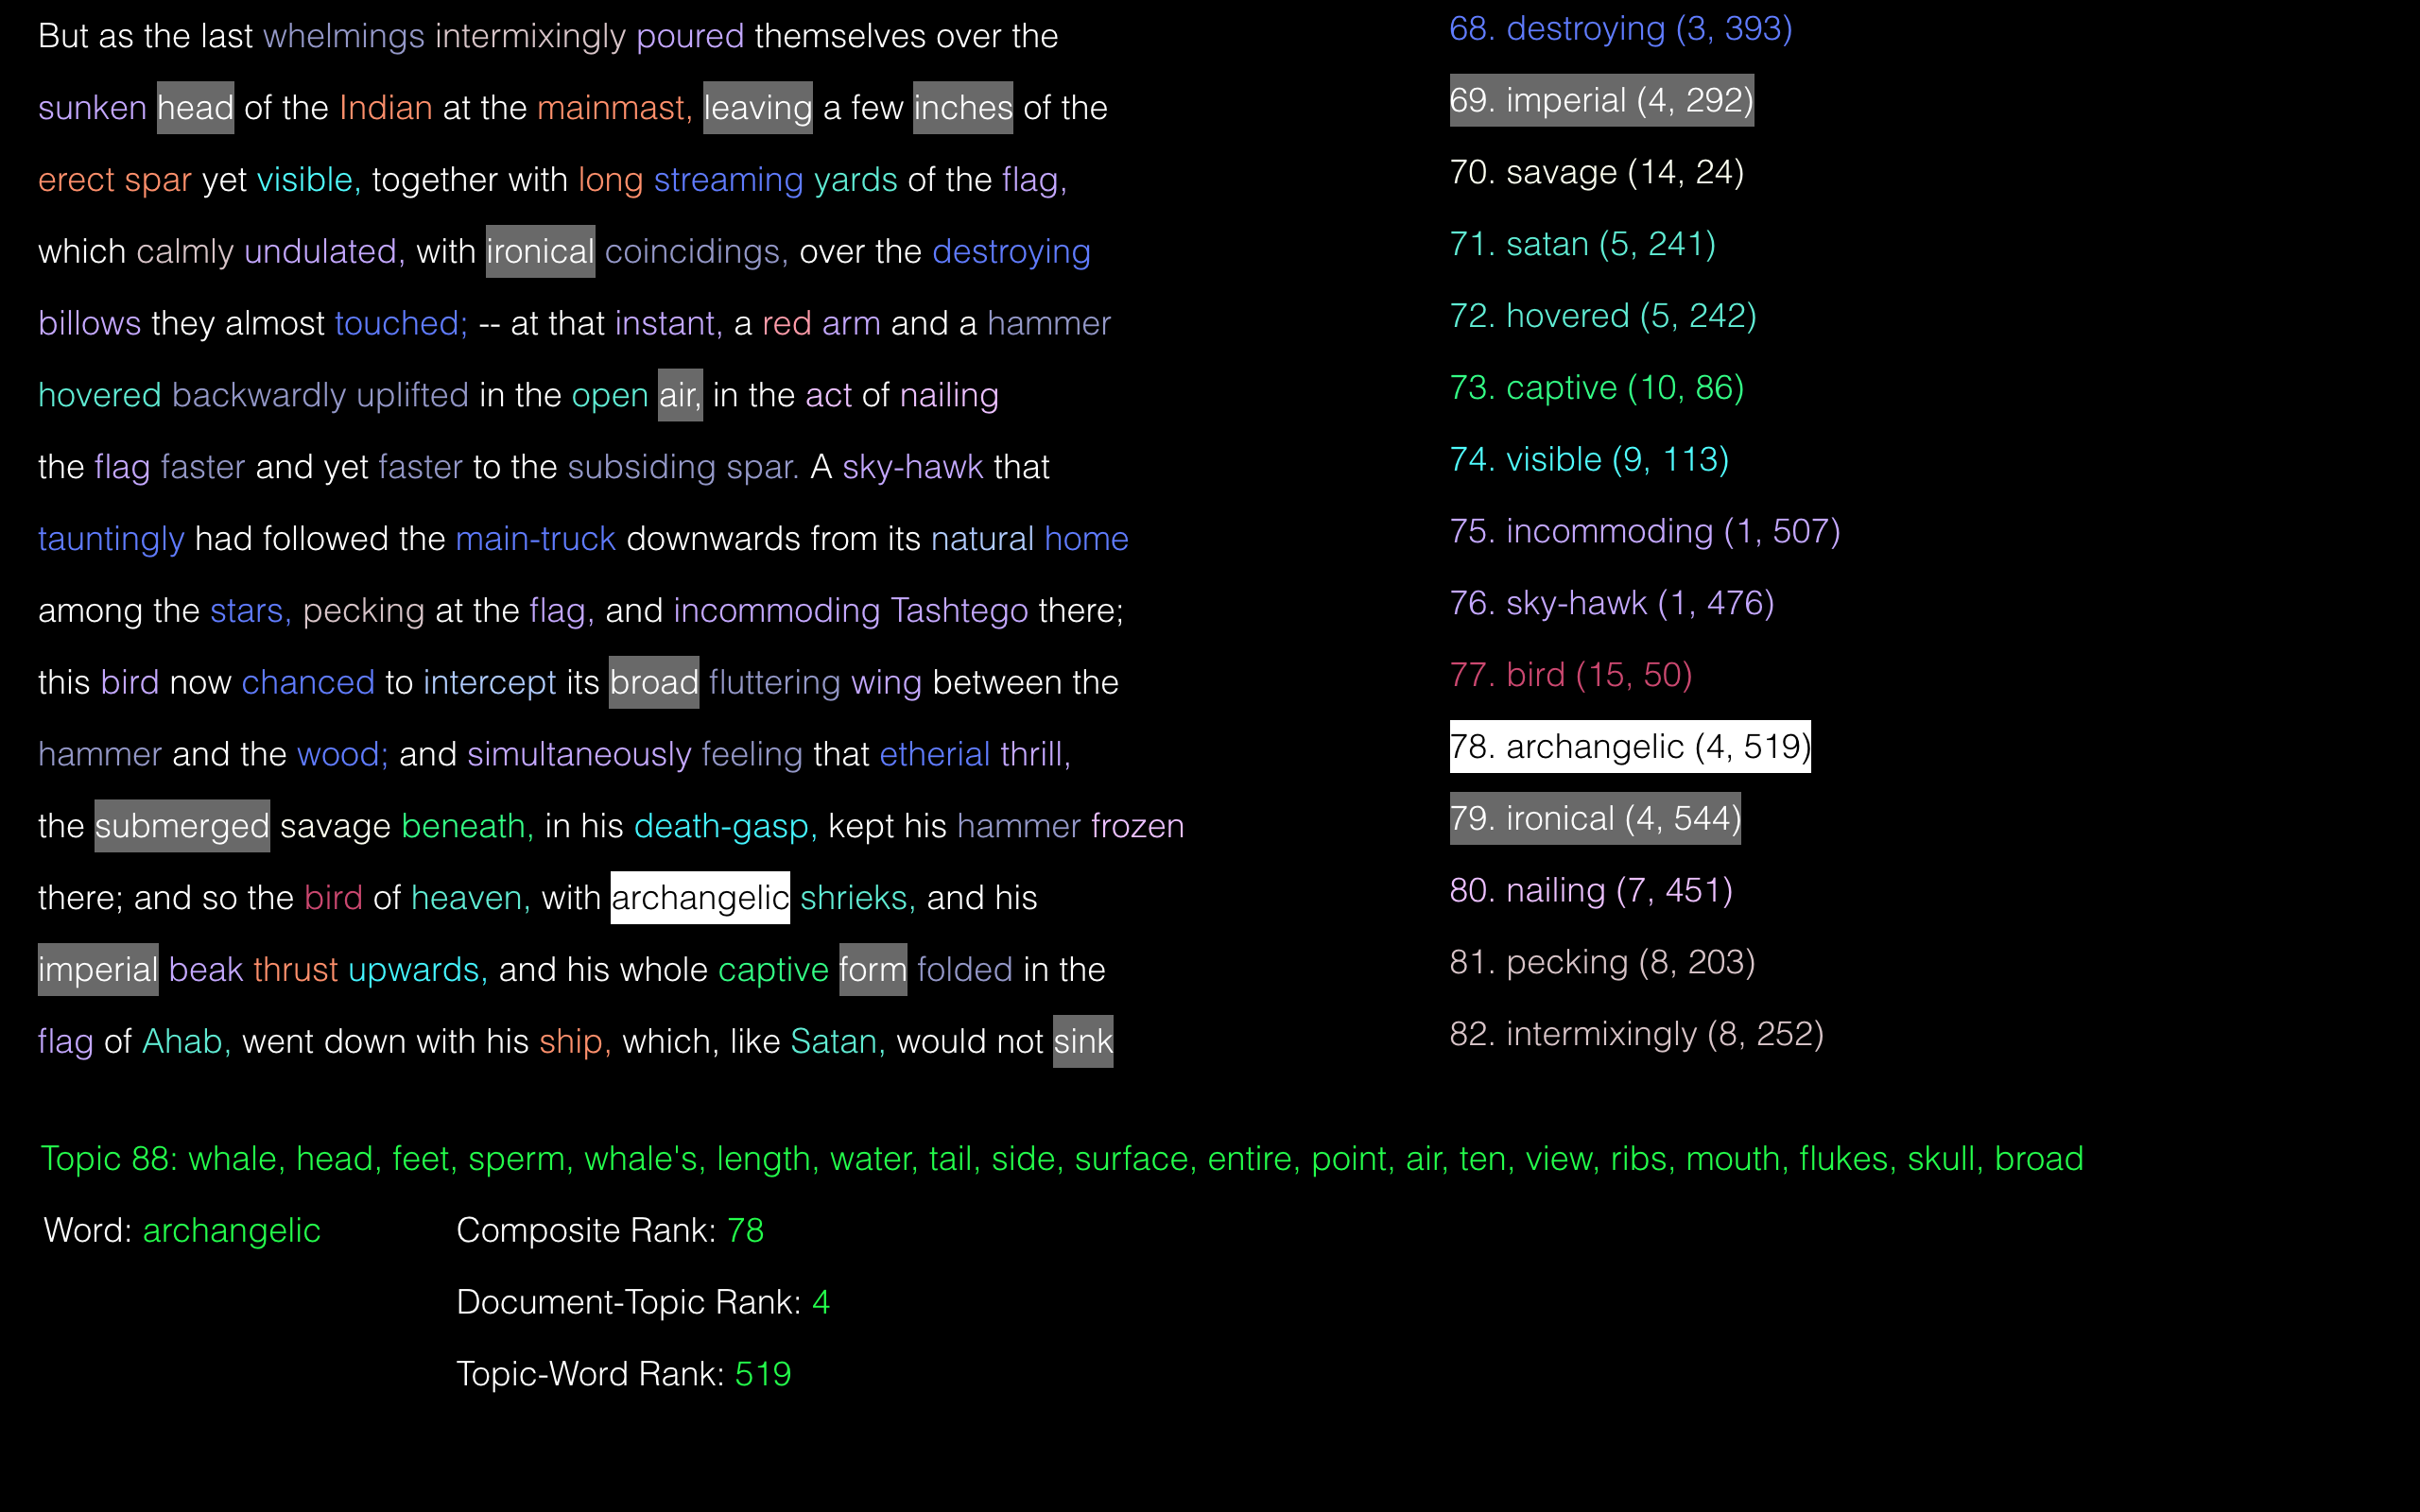 But as the last whelmings intermixingly poured themselves over the
sunken head of the Indian at the mainmast, leaving a few inches of the
erect spar yet visible, together with long streaming yards of the flag,
which calmly undulated, with ironical coincidings, over the destroying
billows they almost touched; -- at that instant, a red arm and a hammer
hovered backwardly uplifted in the open air, in the act of nailing
the flag faster and yet faster to the subsiding spar. A sky-hawk that
tauntingly had followed the main-truck downwards from its natural home
among the stars, pecking at the flag, and incommoding Tashtego there;
this bird now chanced to intercept its broad fluttering wing between the
hammer and the wood; and simultaneously feeling that etherial thrill,
the submerged savage beneath, in his death-gasp, kept his hammer frozen
there; and so the bird of heaven, with archangelic shrieks, and his
imperial beak thrust upwards, and his whole captive form folded in the
flag of Ahab, went down with his ship, which, like Satan, would not sink
68. destroying (3, 393)
69. imperial (4, 292)
70. savage (14, 24)
71. satan (5, 241)
72. hovered (5, 242)
73. captive (10, 86)
74. visible (9, 113)
75. incommoding (1, 507)
76. sky-hawk (1, 476)
77. bird (15, 50)
78. archangelic (4, 519)
79. ironical (4, 544)
80. nailing (7, 451)
81. pecking (8, 203)
82. intermixingly (8, 252)
Topic 88: whale, head, feet, sperm, whale's, length, water, tail, side, surface, entire, point, air, ten, view, ribs, mouth, flukes, skull, broad
Word: archangelic
Composite Rank: 78
Document-Topic Rank: 4
Topic-Word Rank: 519